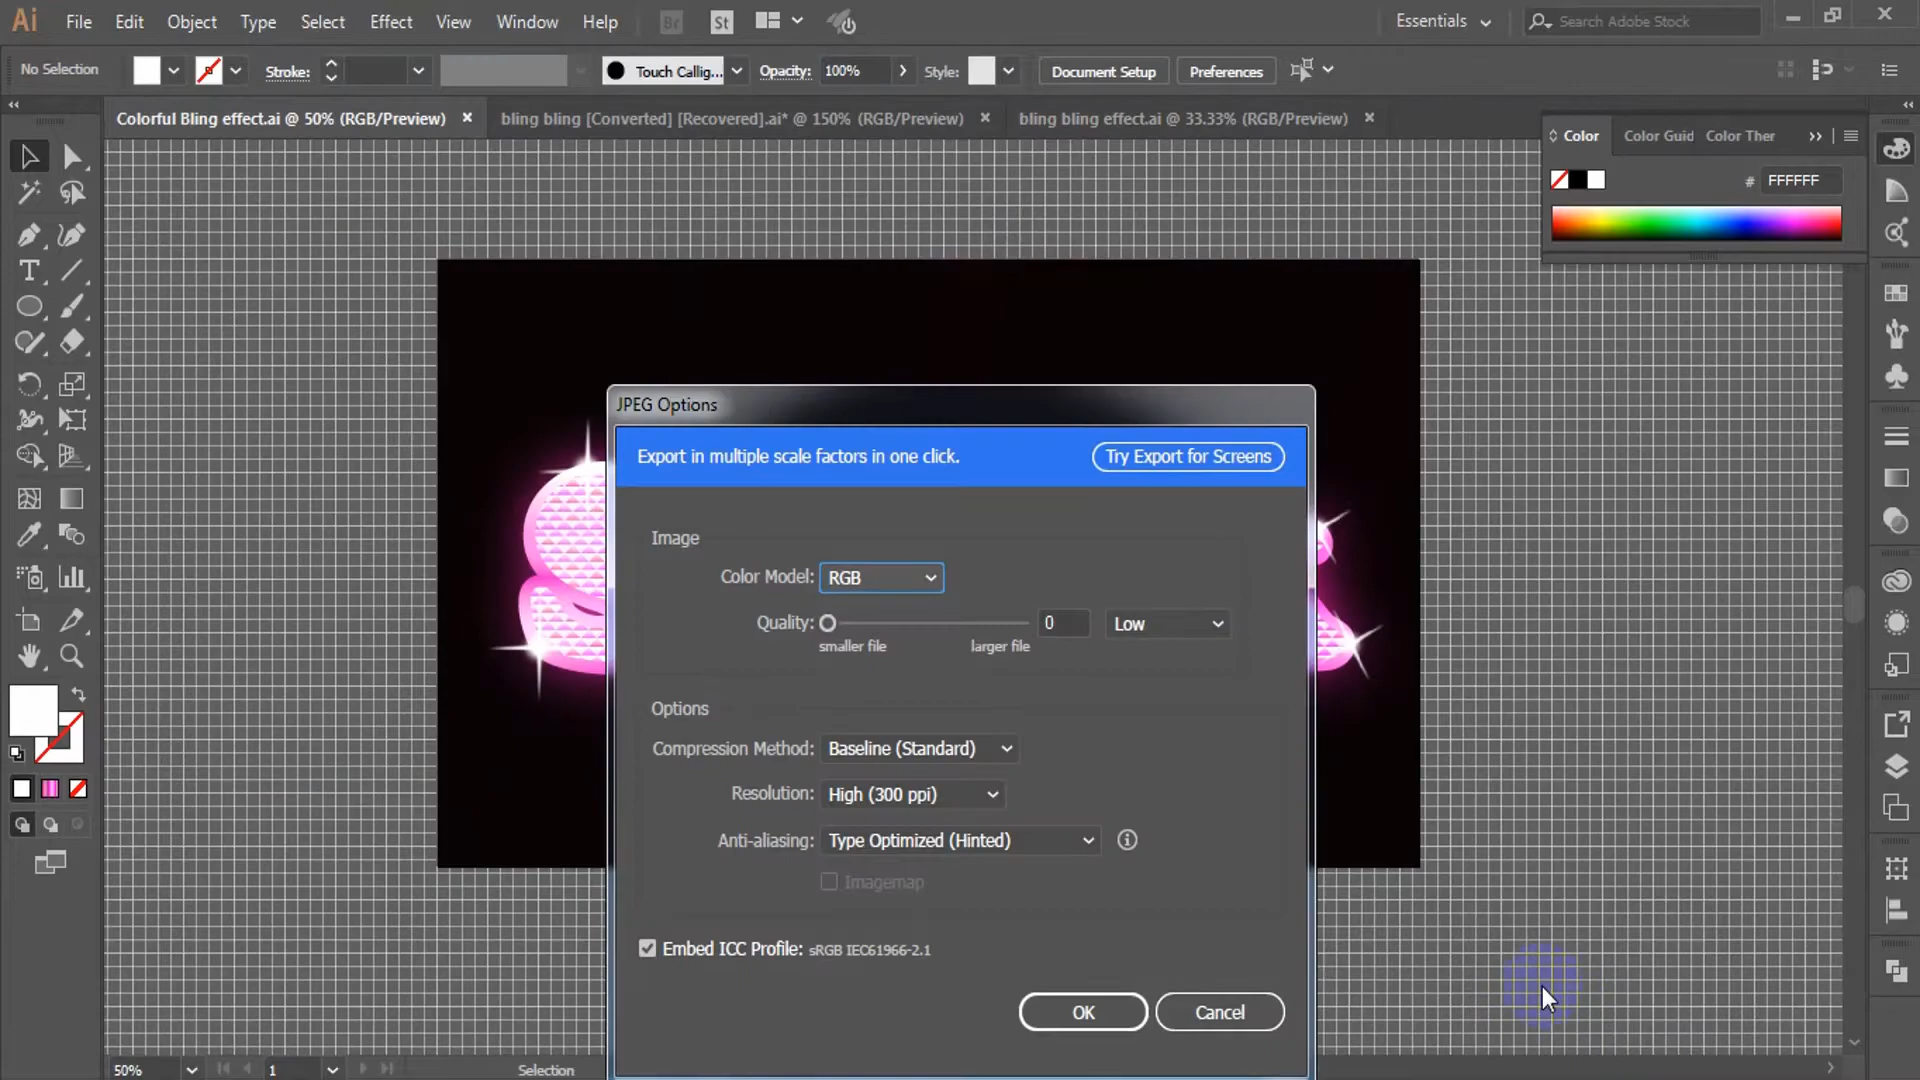 Ai File Edit Object Type Select Effect View Window Help Br St Essentials Search Adobe Stock
No Selection Stroke: Touch Callig... Opacity: 100% Style: Document Setup Preferences
Colorful Bling effect.ai @ 50% (RGB/Preview) × bling bling [Converted] [Recovered].ai* @ 150% (RGB/Preview) × bling bling effect.ai @ 33.33% (RGB/Preview) ×
Color Color Guid Color Ther
# FFFFFF
JPEG Options
Export in multiple scale factors in one click. Try Export for Screens
Image
Color Model: RGB
Quality: 0 Low
smaller file larger file
Options
Compression Method: Baseline (Standard)
Resolution: High (300 ppi)
Anti-aliasing: Type Optimized (Hinted)
Imagemap
Embed ICC Profile: sRGB IEC61966-2.1
OK Cancel
50% 1 Selection